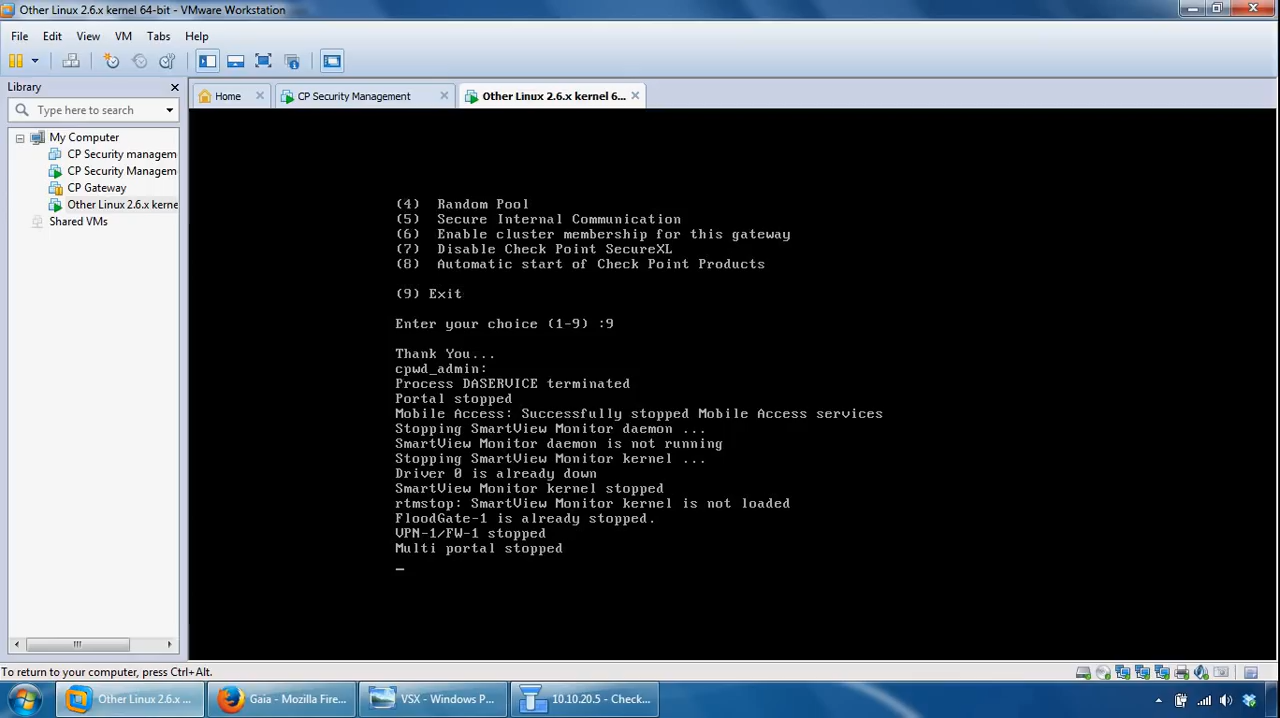 Other Linux 2.6.x kernel 64-bit - VMware Workstation
File Edit View VM Tabs Help
Library
Type here to search
My Computer
CP Security managem
CP Security Managem
CP Gateway
Other Linux 2.6.x kerne
Shared VMs
Home
CP Security Management
Other Linux 2.6.x kernel 6...
(4) Random Pool
(5) Secure Internal Communication
(6) Enable cluster membership for this gateway
(7) Disable Check Point SecureXL
(8) Automatic start of Check Point Products
(9) Exit
Enter your choice (1-9) :9
Thank You...
cpwd_admin:
Process DASERVICE terminated
Portal stopped
Mobile Access: Successfully stopped Mobile Access services
Stopping SmartView Monitor daemon ...
SmartView Monitor daemon is not running
Stopping SmartView Monitor kernel ...
Driver 0 is already down
SmartView Monitor kernel stopped
rtmstop: SmartView Monitor kernel is not loaded
FloodGate-1 is already stopped.
VPN-1/FW-1 stopped
Multi portal stopped
_
To return to your computer, press Ctrl+Alt.
Other Linux 2.6.x ...
Gaia - Mozilla Fire...
VSX - Windows P...
10.10.20.5 - Check...